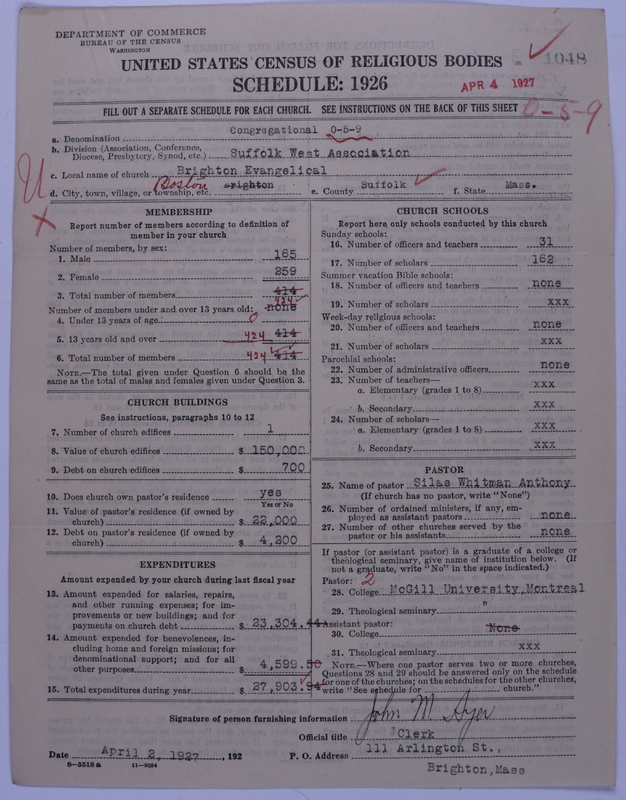 DEPARTMENT OF COMMERCE
BUREAU OF THE CENSUS
WASHINGTON
1048
UNITED STATES CENSUS OF RELIGIOUS BODIES
SCHEDULE: 1926
APR 4 1927
FILL OUT A SEPARATE SCHEDULE FOR EACH CHURCH. SEE INSTRUCTIONS ON THE BACK OF THIS SHEET
0-5-9
a. Denomination Congregational 0-5-9
b. Division (Association, Conference, Diocese, Presbytery, Synod, etc.) Suffolk West Association
c. Local name of church Brighton Evangelical
d. City, town, village, or township, etc. Boston Brighton e. County Suffolk f. State Mass.
U
X
MEMBERSHIP
Report number of members according to definition of
member in your church
Number of members, by sex:
1. Male 165
2. Female 259
3. Total number of members 414 424
Number of members under and over 13 years old: none
4. Under 13 years of age 0
5. 13 years old and over 424 414
6. Total number of members 424 414
NOTE.—The total given under Question 6 should be the
same as the total of males and females given under Question 3.
CHURCH BUILDINGS
See instructions, paragraphs 10 to 12
7. Number of church edifices 1
8. Value of church edifices $ 150,000
9. Debt on church edifices $ 700
10. Does church own pastor's residence yes
Yes or No
11. Value of pastor's residence (if owned by
church) $ 22,000
12. Debt on pastor's residence (if owned by
church) $ 4,200
EXPENDITURES
Amount expended by your church during last fiscal year
13. Amount expended for salaries, repairs,
and other running expenses; for im-
provements or new buildings; and for
payments on church debt $ 23,304.44
14. Amount expended for benevolences, in-
cluding home and foreign missions; for
denominational support; and for all
other purposes $ 4,599.50
15. Total expenditures during year $ 27,903.94
CHURCH SCHOOLS
Report here only schools conducted by this church
Sunday schools:
16. Number of officers and teachers 31
17. Number of scholars 162
Summer vacation Bible schools:
18. Number of officers and teachers none
19. Number of scholars xxx
Week-day religious schools:
20. Number of officers and teachers none
21. Number of scholars xxx
Parochial schools:
22. Number of administrative officers none
23. Number of teachers—
a. Elementary (grades 1 to 8) xxx
b. Secondary xxx
24. Number of scholars—
a. Elementary (grades 1 to 8) xxx
b. Secondary xxx
PASTOR
25. Name of pastor Silas Whitman Anthony
(If church has no pastor, write "None")
26. Number of ordained ministers, if any, em-
ployed as assistant pastors none
27. Number of other churches served by the
pastor or his assistants none
If pastor (or assistant pastor) is a graduate of a college or
theological seminary, give name of institution below. (If
not a graduate, write "No" in the space indicated.)
Pastor: 2
28. College McGill University, Montreal
29. Theological seminary "
Assistant pastor:
30. College None
31. Theological seminary xxx
NOTE.—Where one pastor serves two or more churches,
Questions 28 and 29 should be answered only on the schedule
for one of the churches; on the schedules for the other churches,
write "See schedule for church."
Signature of person furnishing information John M Dyer
Official title Clerk
Date April 2, 1927, 192
P. O. Address 111 Arlington St.,
Brighton, Mass
8-5518 a 11-9054